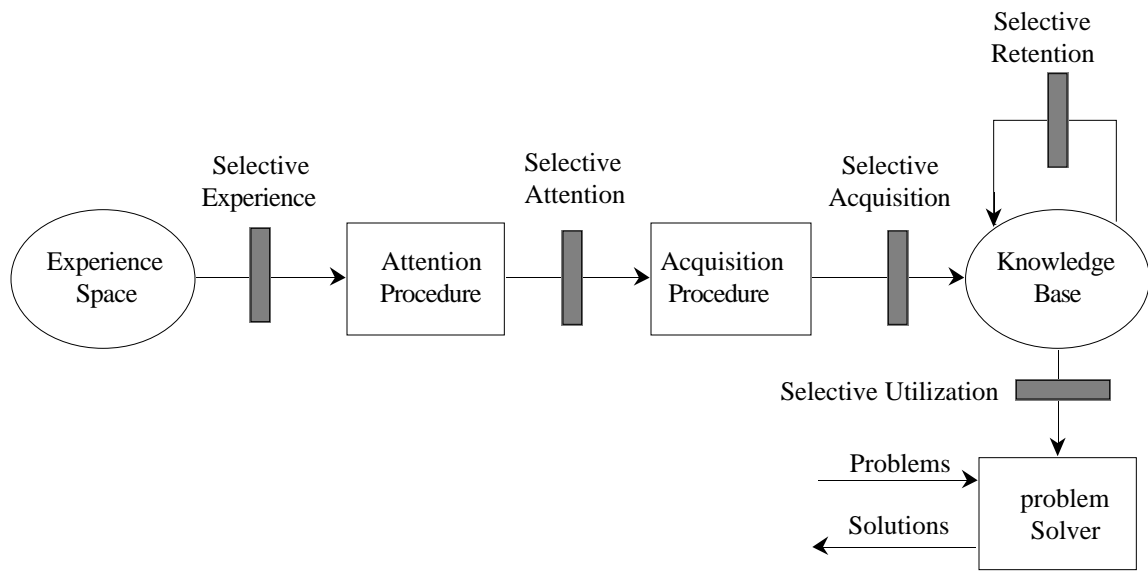 Selective
Retention
Selective
Experience
Selective
Attention
Selective
Acquisition
Experience
Space
Attention
Procedure
Acquisition
Procedure
Knowledge
Base
Selective Utilization
Problems
Solutions
problem
Solver